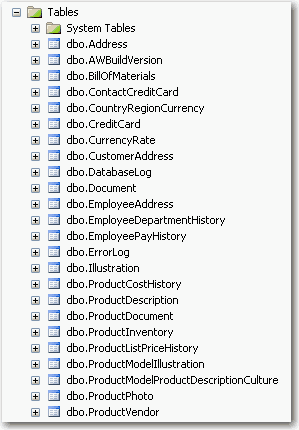 Tables
System Tables
dbo.Address
dbo.AWBuildVersion
dbo.BillOfMaterials
dbo.ContactCreditCard
dbo.CountryRegionCurrency
dbo.CreditCard
dbo.CurrencyRate
dbo.CustomerAddress
dbo.DatabaseLog
dbo.Document
dbo.EmployeeAddress
dbo.EmployeeDepartmentHistory
dbo.EmployeePayHistory
dbo.ErrorLog
dbo.Illustration
dbo.ProductCostHistory
dbo.ProductDescription
dbo.ProductDocument
dbo.ProductInventory
dbo.ProductListPriceHistory
dbo.ProductModelIllustration
dbo.ProductModelProductDescriptionCulture
dbo.ProductPhoto
dbo.ProductVendor